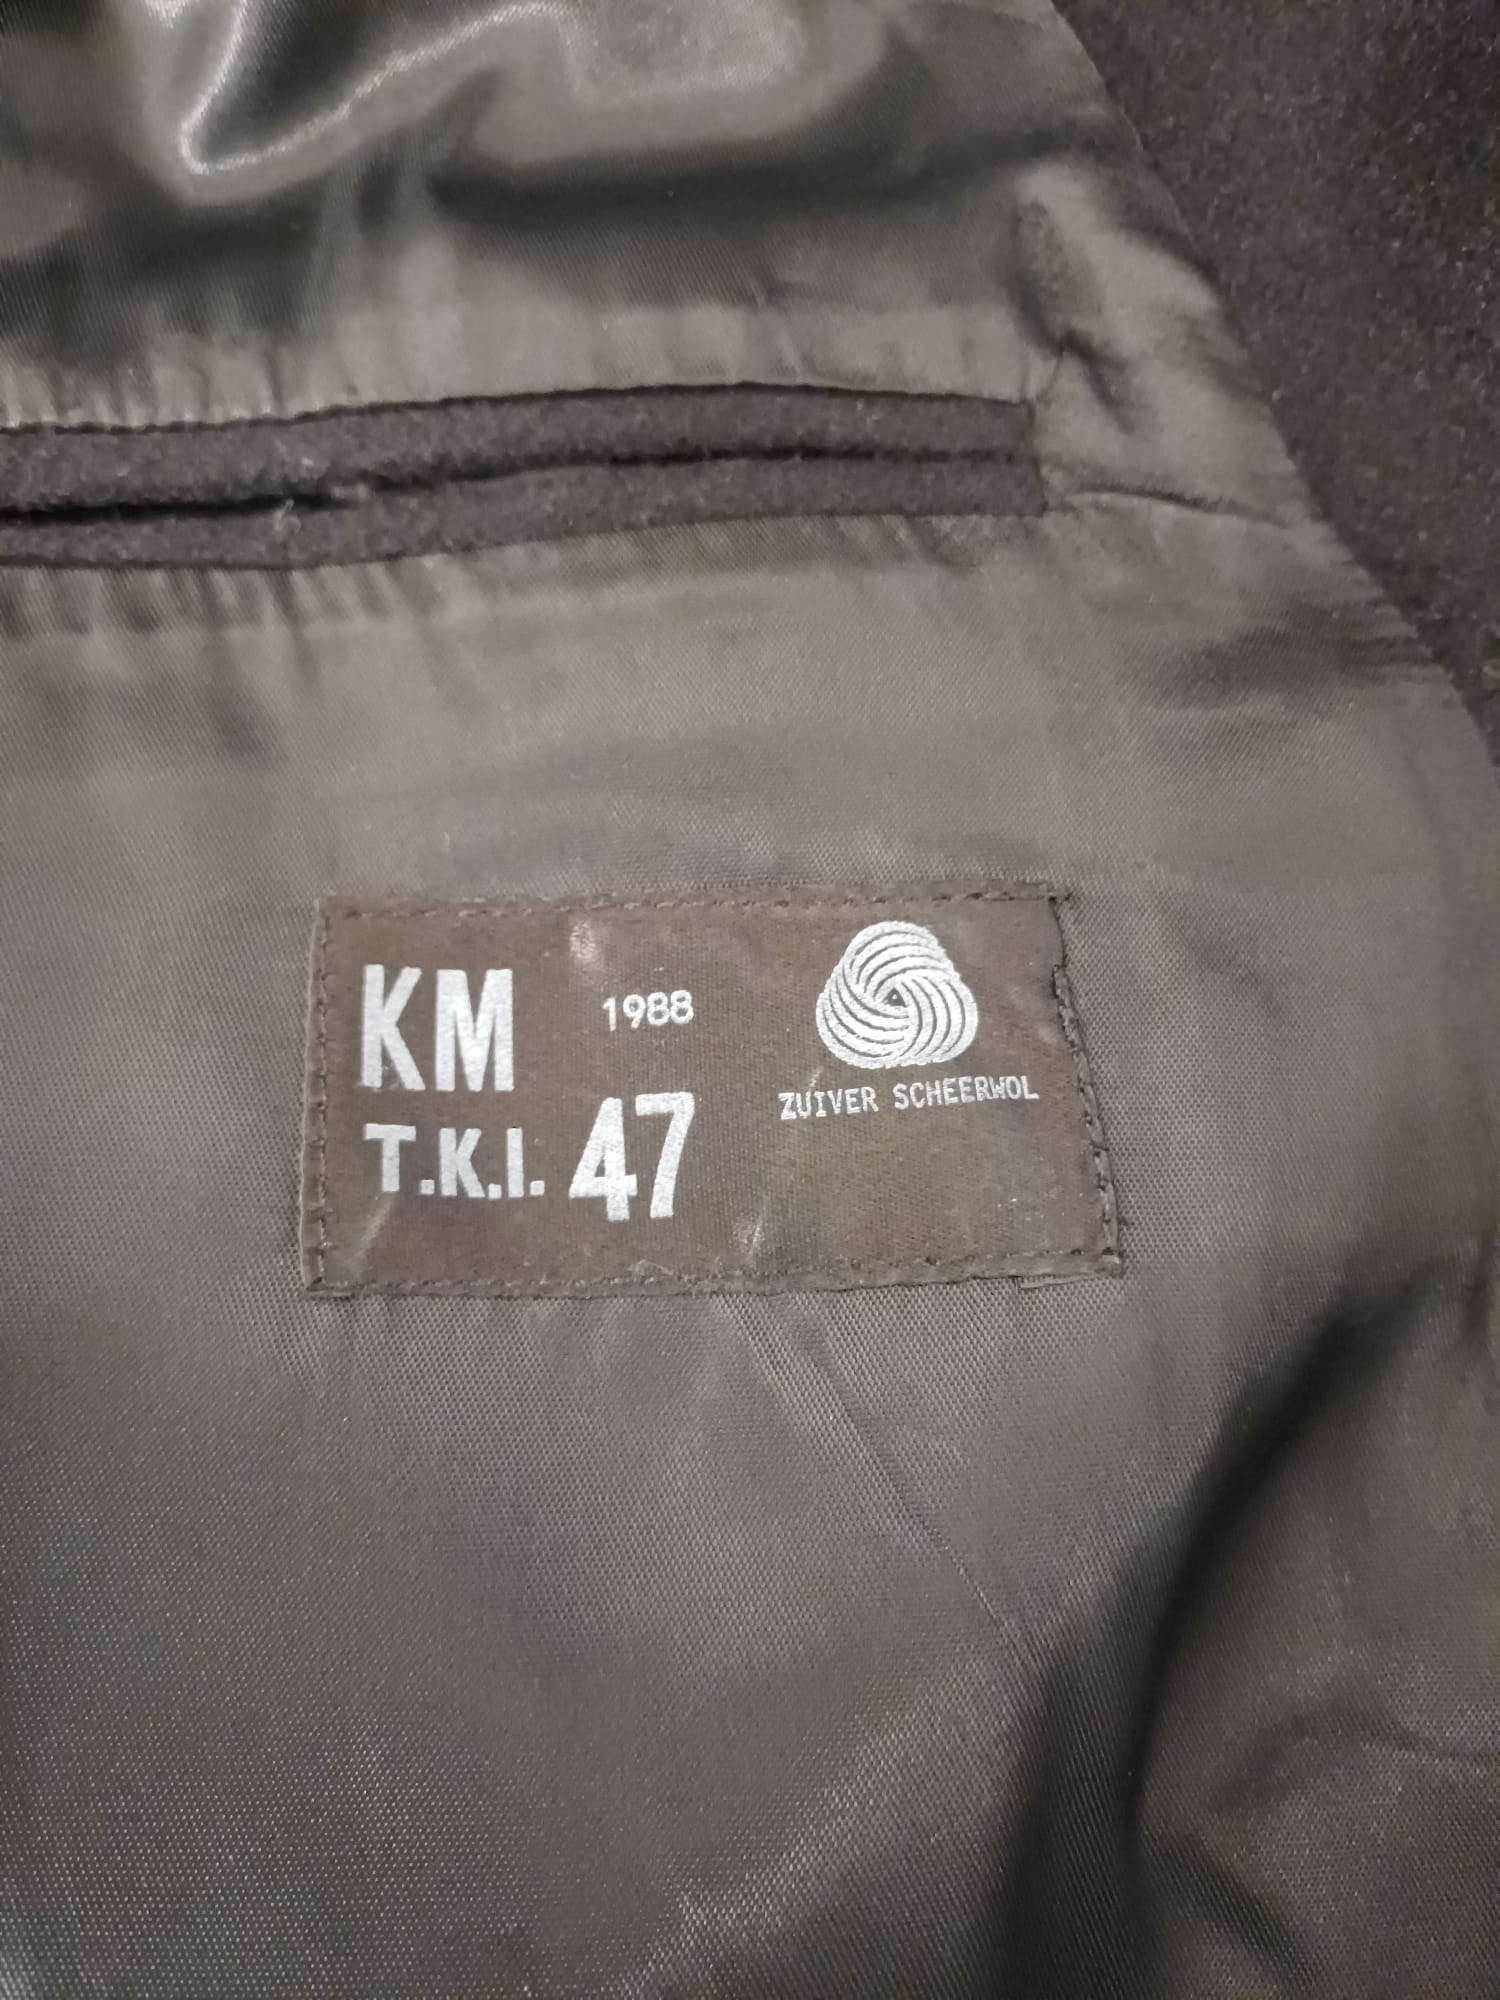 KM
1988
T.K.I. 47
ZUIVER SCHEERWOL